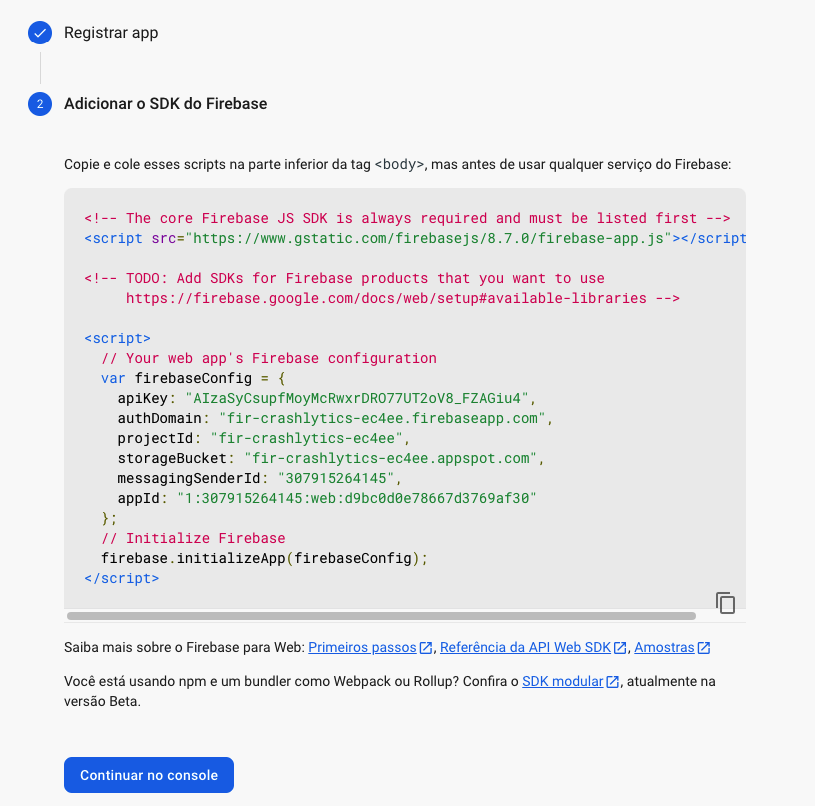 Registrar app
2 Adicionar o SDK do Firebase
Copie e cole esses scripts na parte inferior da tag <body>, mas antes de usar qualquer serviço do Firebase:
<!-- The core Firebase JS SDK is always required and must be listed first -->
<script src="https://www.gstatic.com/firebasejs/8.7.0/firebase-app.js"></script
<!-- TODO: Add SDKs for Firebase products that you want to use
https://firebase.google.com/docs/web/setup#available-libraries -->
<script>
// Your web app's Firebase configuration
var firebaseConfig = {
apiKey: "AIzaSyCsupfMoyMcRwxrDRO77UT2oV8_FZAGiu4",
authDomain: "fir-crashlytics-ec4ee.firebaseapp.com",
projectId: "fir-crashlytics-ec4ee",
storageBucket: "fir-crashlytics-ec4ee.appspot.com",
messagingSenderId: "307915264145",
appId: "1:307915264145:web:d9bc0d0e78667d3769af30"
};
// Initialize Firebase
firebase.initializeApp(firebaseConfig);
</script>
Saiba mais sobre o Firebase para Web: Primeiros passos, Referência da API Web SDK, Amostras
Você está usando npm e um bundler como Webpack ou Rollup? Confira o SDK modular, atualmente na
versão Beta.
Continuar no console